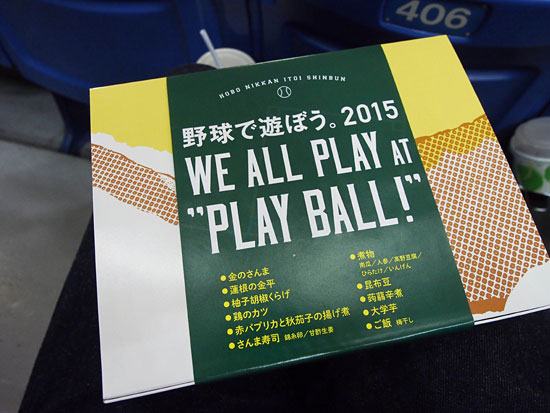 406
HOBO NIKKAN ITOI SHINBUN
野球で遊ぼう。2015
WE ALL PLAY AT
"PLAY BALL!"
●金のさんま
●蓮根の金平
●柚子胡椒くらげ
●鶏のカツ
●赤パプリカと秋茄子の揚げ煮
●さんま寿司 錦糸卵/甘酢生姜
●煮物
南瓜/人参/高野豆腐/
ひらたけ/いんげん
●昆布豆
●蒟蒻辛煮
●大学芋
●ご飯 梅干し